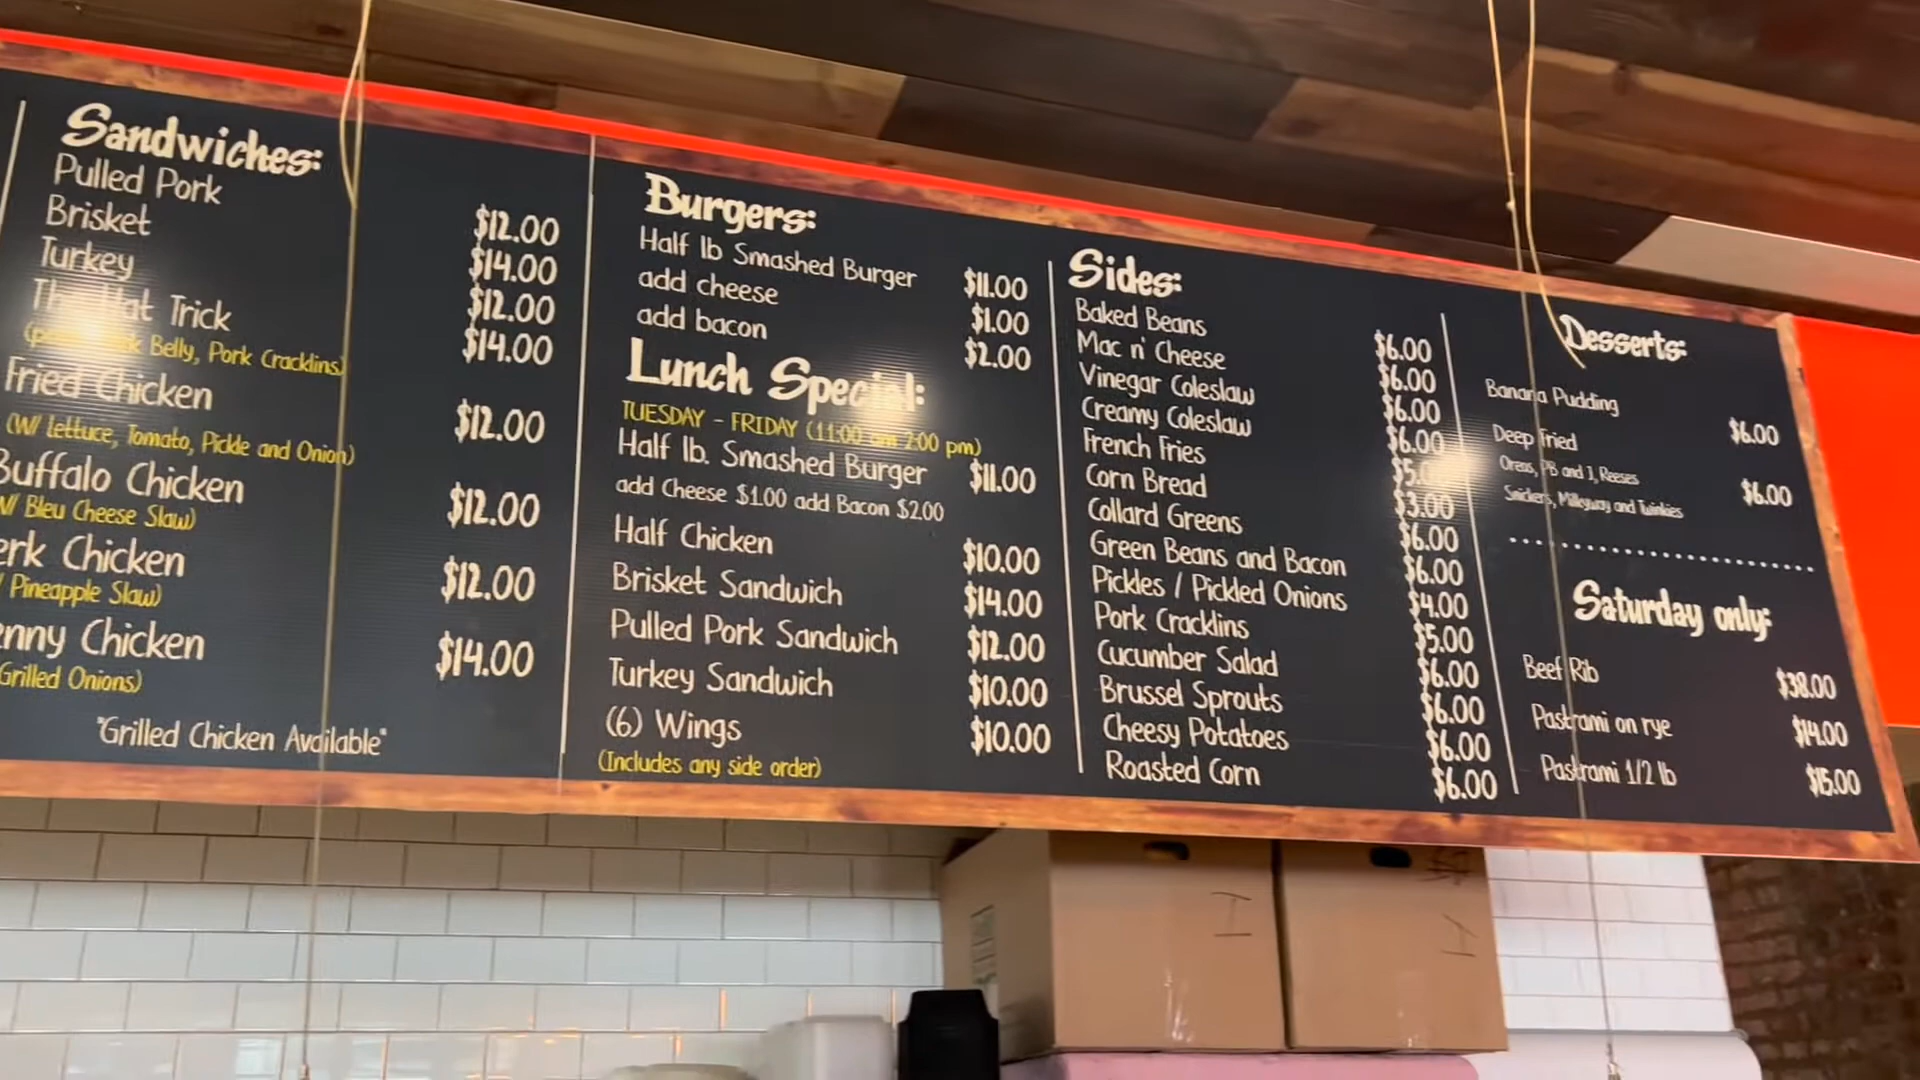 Sandwiches:
Pulled Pork $12.00
Brisket $14.00
Turkey $12.00
Hat Trick $14.00
Belly, Pork Cracklins)
Fried Chicken $12.00
(W/ Lettuce, Tomato, Pickle and Onion)
Buffalo Chicken $12.00
W/ Bleu Cheese Slaw)
erk Chicken $12.00
/ Pineapple Slaw)
enny Chicken $14.00
Grilled Onions)
"Grilled Chicken Available"
Burgers:
Half lb Smashed Burger $11.00
add cheese $1.00
add bacon $2.00
Lunch Special:
TUESDAY - FRIDAY (11:00 am 2:00 pm)
Half lb. Smashed Burger $11.00
add Cheese $1.00 add Bacon $2.00
Half Chicken $10.00
Brisket Sandwich $14.00
Pulled Pork Sandwich $12.00
Turkey Sandwich $10.00
(6) Wings $10.00
(Includes any side order)
Sides:
Baked Beans $6.00
Mac n' Cheese $6.00
Vinegar Coleslaw $6.00
Creamy Coleslaw $6.00
French Fries
Corn Bread $3.00
Collard Greens $6.00
Green Beans and Bacon $6.00
Pickles / Pickled Onions $4.00
Pork Cracklins $5.00
Cucumber Salad $6.00
Brussel Sprouts $6.00
Cheesy Potatoes $6.00
Roasted Corn $6.00
Desserts:
Banana Pudding $6.00
Deep Fried
Oreos, PB and J, Reeses $6.00
Snickers, Milkyway and Twinkies
Saturday only:
Beef Rib $38.00
Pastrami on rye $14.00
Pastrami 1/2 lb $15.00